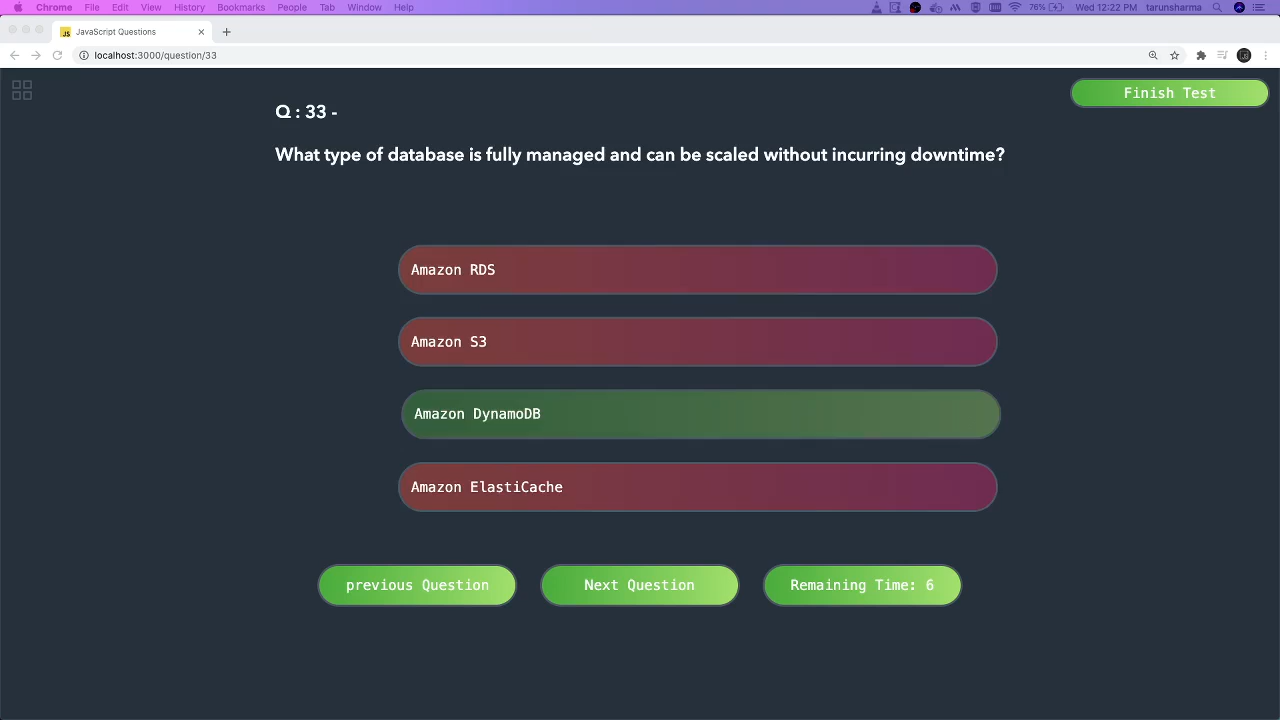 Chrome File Edit View History Bookmarks People Tab Window Help 78% Wed 12:22 PM tarunsharma
JavaScript Questions
localhost:3000/question/33
Finish Test
Q : 33 -
What type of database is fully managed and can be scaled without incurring downtime?
Amazon RDS
Amazon S3
Amazon DynamoDB
Amazon ElastiCache
previous Question Next Question Remaining Time: 6